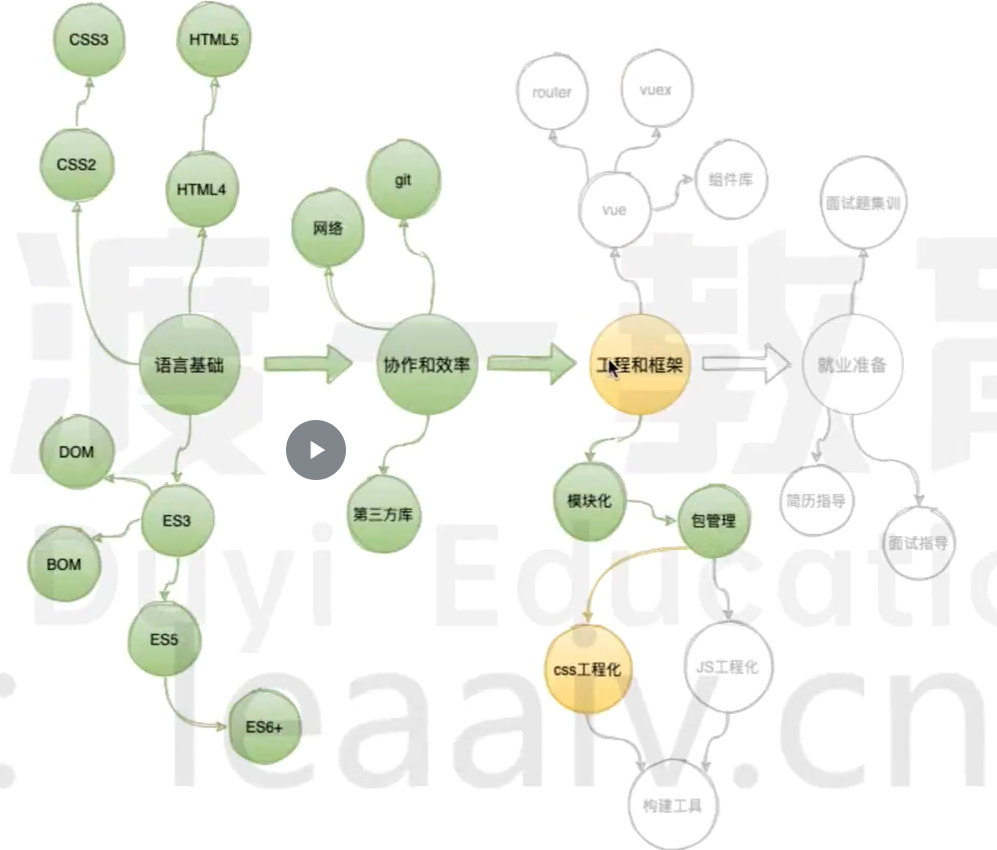 CSS3
HTML5
CSS2
HTML4
网络
git
语言基础
协作和效率
DOM
ES3
BOM
ES5
ES6+
第三方库
router
vuex
vue
组件库
工程和框架
模块化
包管理
css工程化
JS工程化
构建工具
面试题集训
就业准备
简历指导
面试指导
渡一教育
Duyi Educatio
: leaaiv.cn